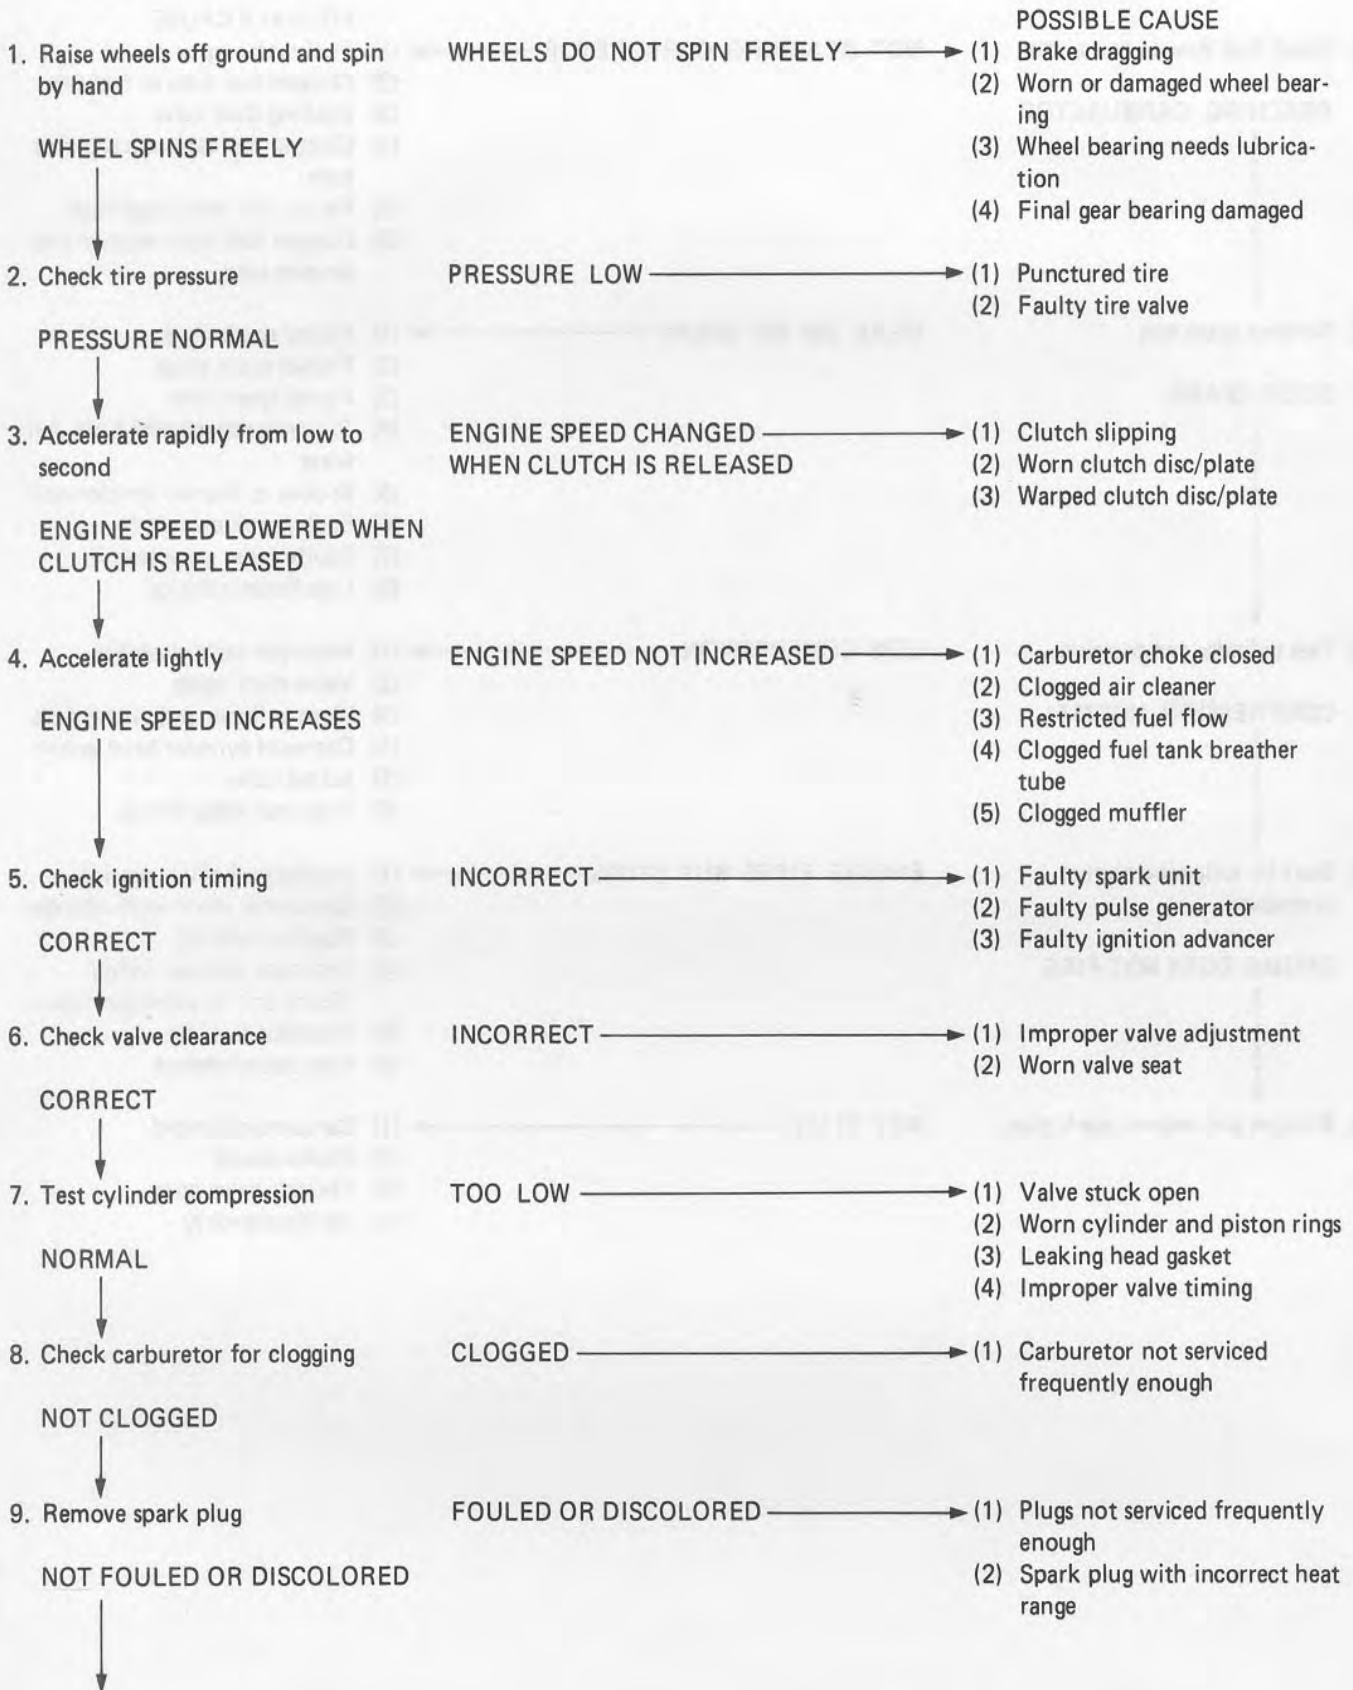 POSSIBLE CAUSE
1. Raise wheels off ground and spin
by hand
WHEELS DO NOT SPIN FREELY
(1) Brake dragging
(2) Worn or damaged wheel bear-
ing
(3) Wheel bearing needs lubrica-
tion
(4) Final gear bearing damaged
WHEEL SPINS FREELY
2. Check tire pressure
PRESSURE LOW
(1) Punctured tire
(2) Faulty tire valve
PRESSURE NORMAL
3. Accelerate rapidly from low to
second
ENGINE SPEED CHANGED
WHEN CLUTCH IS RELEASED
(1) Clutch slipping
(2) Worn clutch disc/plate
(3) Warped clutch disc/plate
ENGINE SPEED LOWERED WHEN
CLUTCH IS RELEASED
4. Accelerate lightly
ENGINE SPEED NOT INCREASED
(1) Carburetor choke closed
(2) Clogged air cleaner
(3) Restricted fuel flow
(4) Clogged fuel tank breather
tube
(5) Clogged muffler
ENGINE SPEED INCREASES
5. Check ignition timing
INCORRECT
(1) Faulty spark unit
(2) Faulty pulse generator
(3) Faulty ignition advancer
CORRECT
6. Check valve clearance
INCORRECT
(1) Improper valve adjustment
(2) Worn valve seat
CORRECT
7. Test cylinder compression
TOO LOW
(1) Valve stuck open
(2) Worn cylinder and piston rings
(3) Leaking head gasket
(4) Improper valve timing
NORMAL
8. Check carburetor for clogging
CLOGGED
(1) Carburetor not serviced
frequently enough
NOT CLOGGED
9. Remove spark plug
FOULED OR DISCOLORED
(1) Plugs not serviced frequently
enough
(2) Spark plug with incorrect heat
range
NOT FOULED OR DISCOLORED